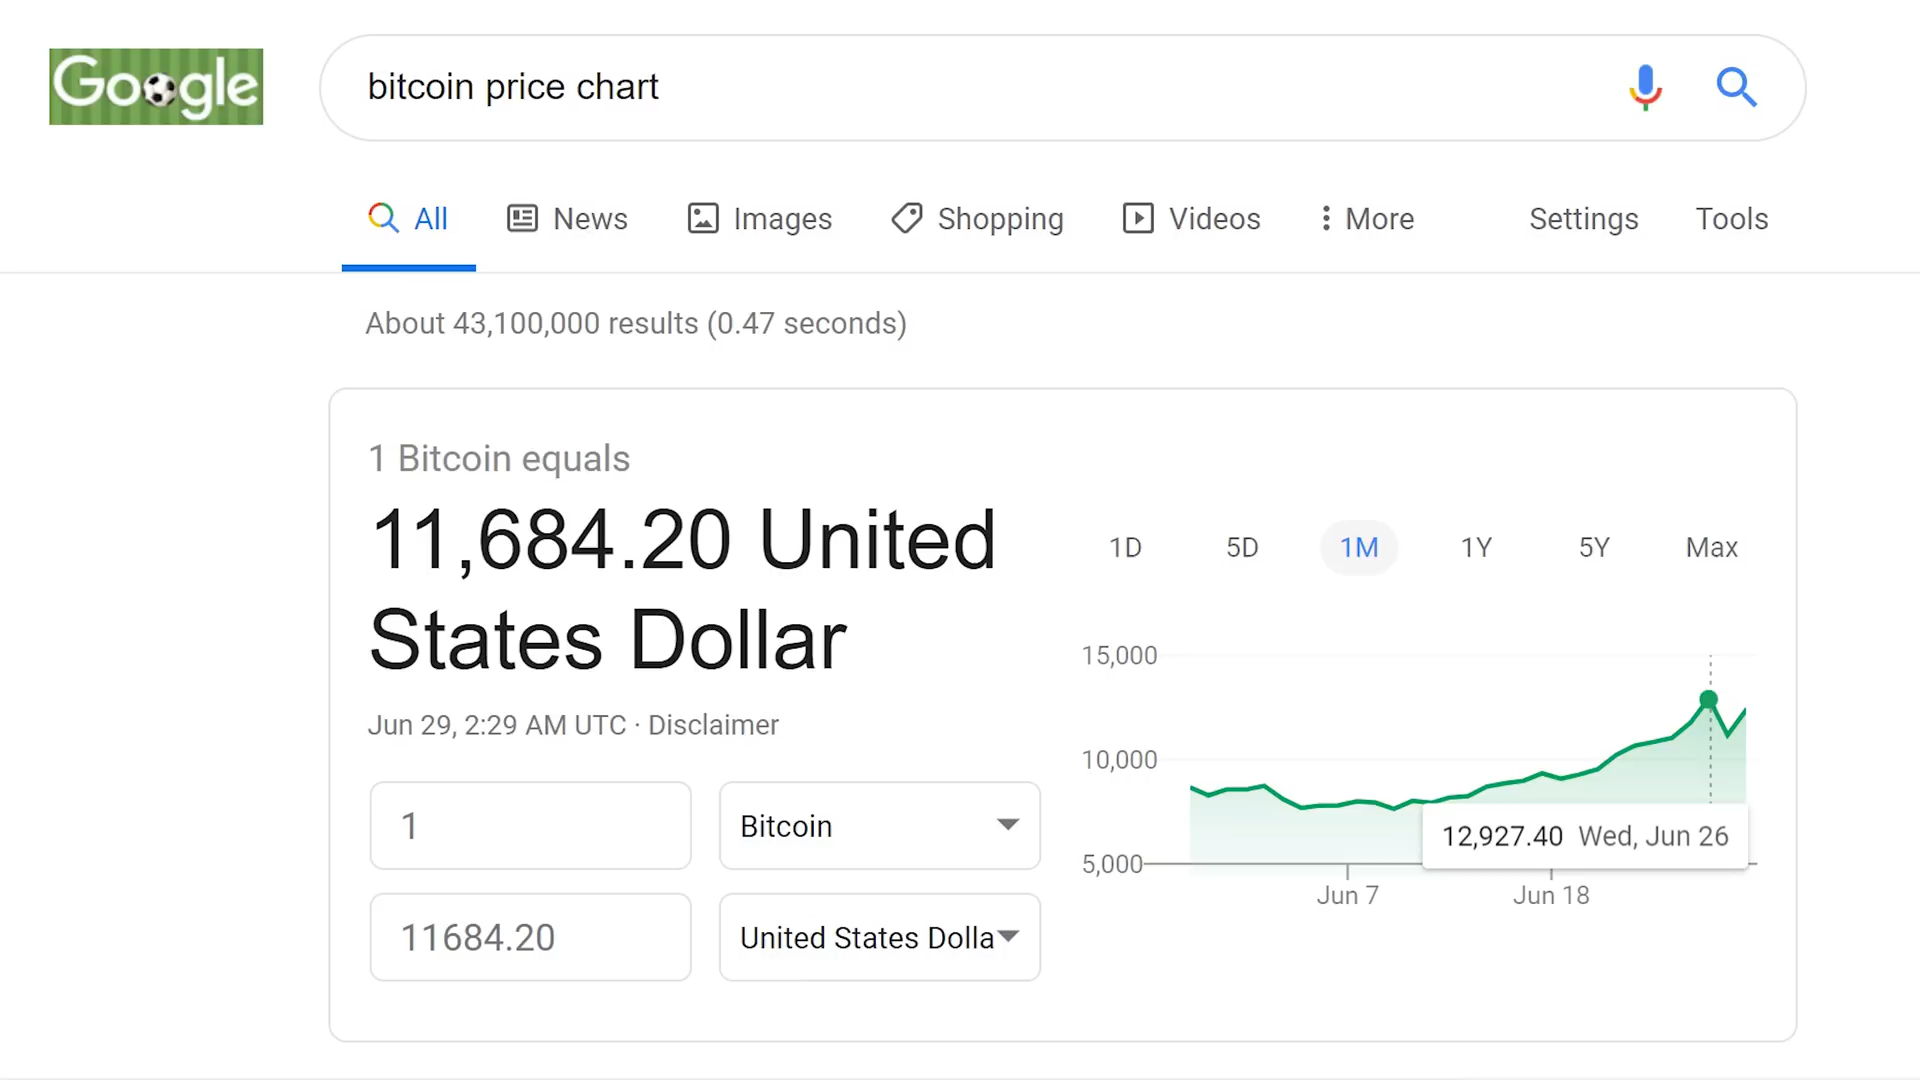 Google
bitcoin price chart
All
News
Images
Shopping
Videos
More
Settings
Tools
About 43,100,000 results (0.47 seconds)
1 Bitcoin equals
11,684.20 United
States Dollar
Jun 29, 2:29 AM UTC · Disclaimer
1
Bitcoin
11684.20
United States Dolla
1D
5D
1M
1Y
5Y
Max
15,000
10,000
5,000
12,927.40 Wed, Jun 26
Jun 7
Jun 18